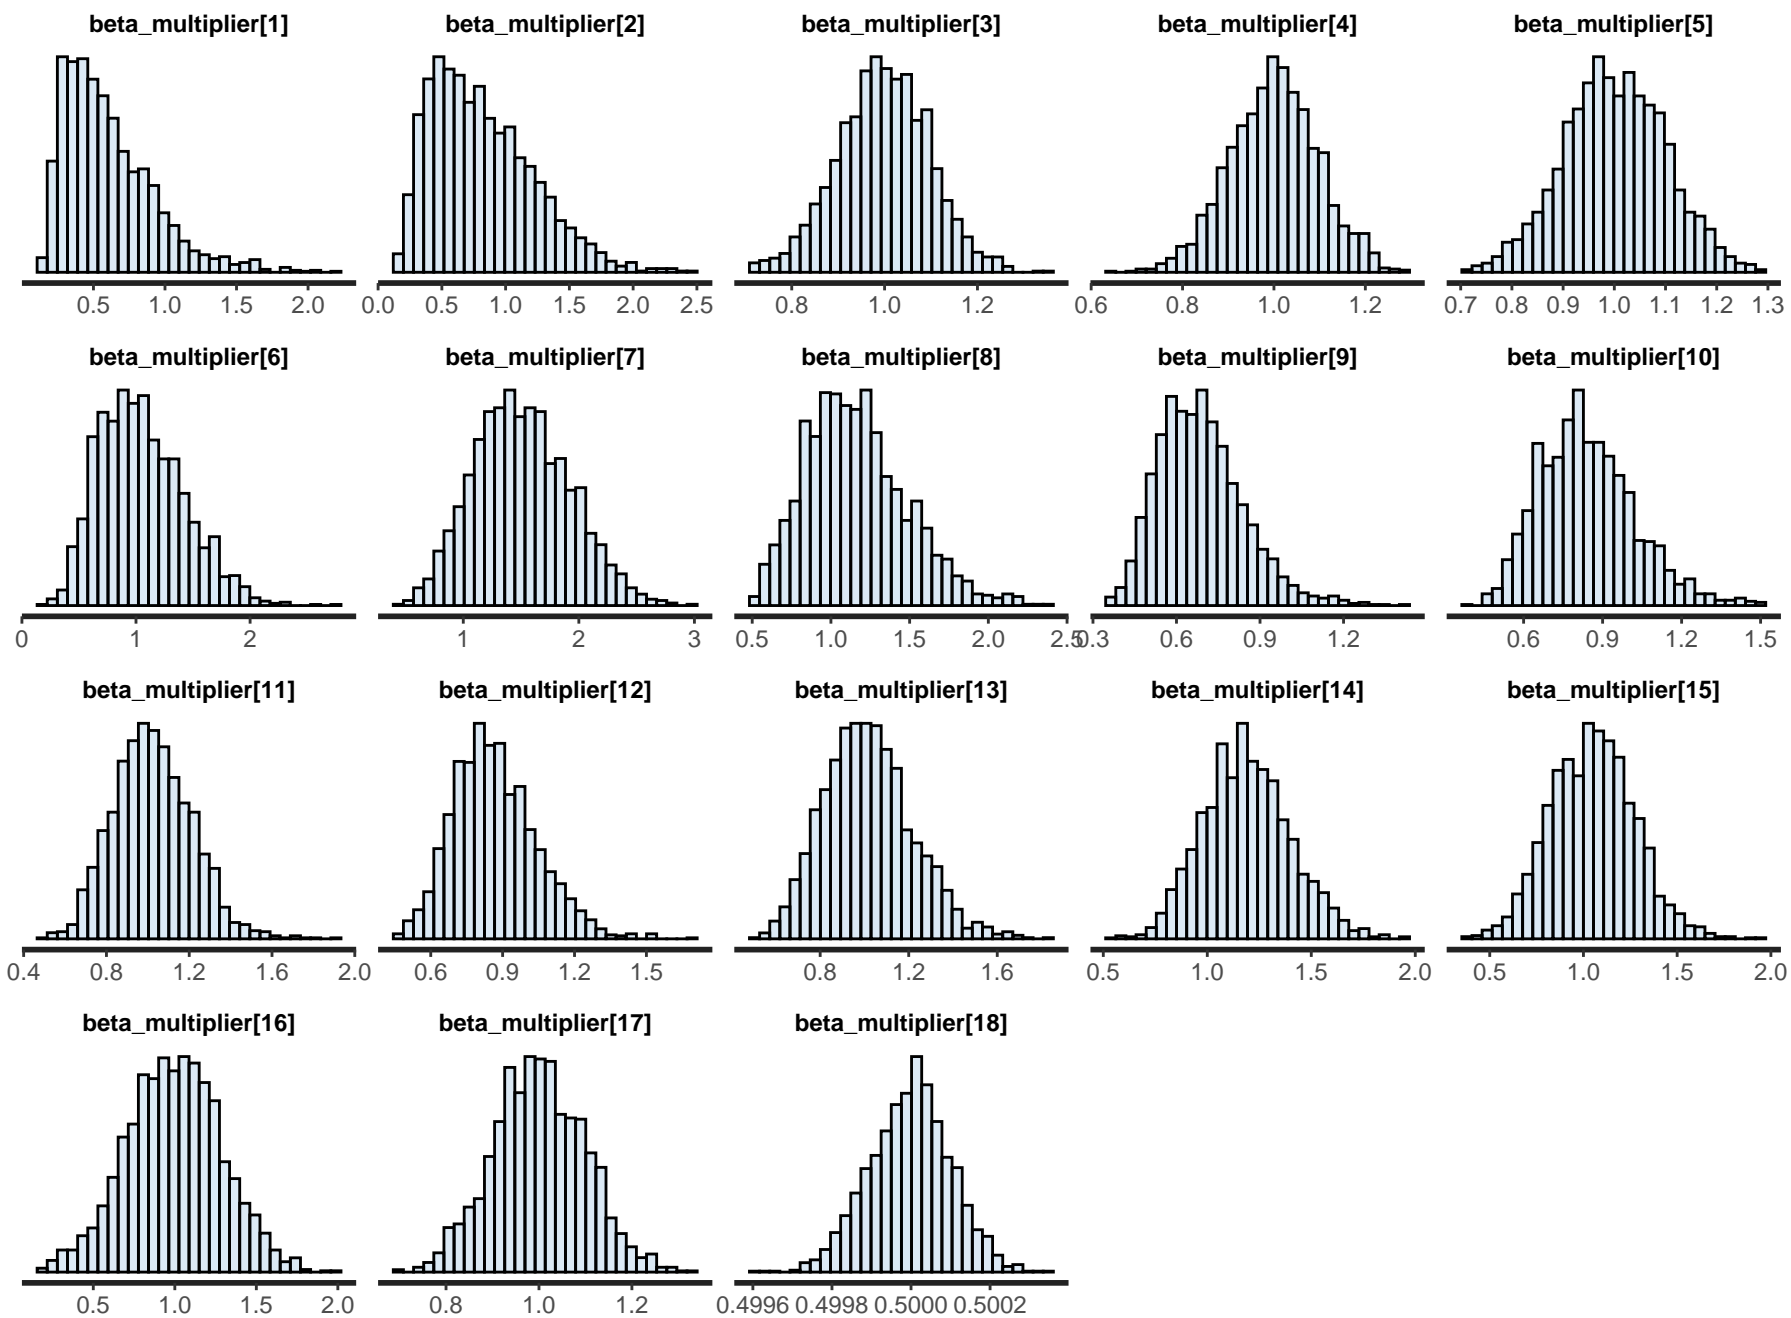 beta_multiplier[1] beta_multiplier[2] beta_multiplier[3] beta_multiplier[4] beta_multiplier[5]
0.5 1.0 1.5 2.0 0.0 0.5 1.0 1.5 2.0 2.5 0.8 1.0 1.2 0.6 0.8 1.0 1.2 0.7 0.8 0.9 1.0 1.1 1.2 1.3
beta_multiplier[6] beta_multiplier[7] beta_multiplier[8] beta_multiplier[9] beta_multiplier[10]
0 1 2 1 2 3 0.5 1.0 1.5 2.0 2.5 0.3 0.6 0.9 1.2 0.6 0.9 1.2 1.5
beta_multiplier[11] beta_multiplier[12] beta_multiplier[13] beta_multiplier[14] beta_multiplier[15]
0.4 0.8 1.2 1.6 2.0 0.6 0.9 1.2 1.5 0.8 1.2 1.6 0.5 1.0 1.5 2.0 0.5 1.0 1.5 2.0
beta_multiplier[16] beta_multiplier[17] beta_multiplier[18]
0.5 1.0 1.5 2.0 0.8 1.0 1.2 0.4996 0.4998 0.5000 0.5002